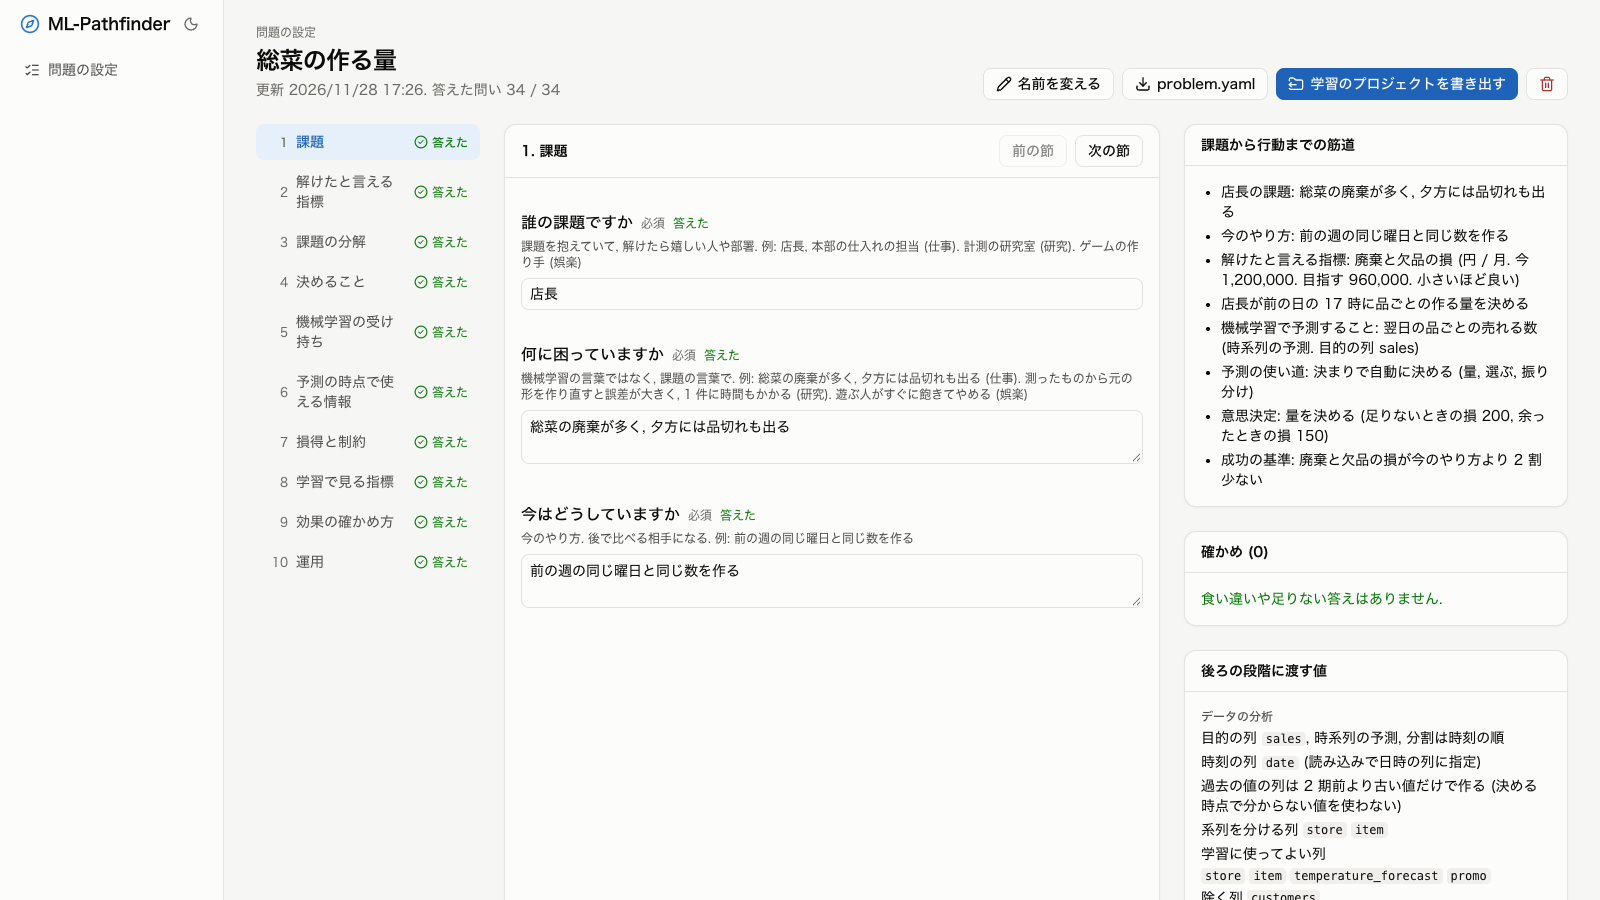 ML-Pathfinder
問題の設定
問題の設定
総菜の作る量
更新 2026/11/28 17:26. 答えた問い 34 / 34
名前を変える
problem.yaml
学習のプロジェクトを書き出す
1 課題 答えた
2 解けたと言える指標 答えた
3 課題の分解 答えた
4 決めること 答えた
5 機械学習の受け持ち 答えた
6 予測の時点で使える情報 答えた
7 損得と制約 答えた
8 学習で見る指標 答えた
9 効果の確かめ方 答えた
10 運用 答えた
1. 課題
前の節
次の節
誰の課題ですか 必須 答えた
課題を抱えていて, 解けたら嬉しい人や部署. 例: 店長, 本部の仕入れの担当 (仕事). 計測の研究室 (研究). ゲームの作
り手 (娯楽)
店長
何に困っていますか 必須 答えた
機械学習の言葉ではなく, 課題の言葉で. 例: 総菜の廃棄が多く, 夕方には品切れも出る (仕事). 測ったものから元の
形を作り直すと誤差が大きく, 1 件に時間もかかる (研究). 遊ぶ人がすぐに飽きてやめる (娯楽)
総菜の廃棄が多く, 夕方には品切れも出る
今はどうしていますか 必須 答えた
今のやり方. 後で比べる相手になる. 例: 前の週の同じ曜日と同じ数を作る
前の週の同じ曜日と同じ数を作る
課題から行動までの筋道
• 店長の課題: 総菜の廃棄が多く, 夕方には品切れも出
る
• 今のやり方: 前の週の同じ曜日と同じ数を作る
• 解けたと言える指標: 廃棄と欠品の損 (円 / 月. 今
1,200,000. 目指す 960,000. 小さいほど良い)
• 店長が前の日の 17 時に品ごとの作る量を決める
• 機械学習で予測すること: 翌日の品ごとの売れる数
(時系列の予測. 目的の列 sales)
• 予測の使い道: 決まりで自動に決める (量, 選ぶ, 振り
分け)
• 意思決定: 量を決める (足りないときの損 200, 余っ
たときの損 150)
• 成功の基準: 廃棄と欠品の損が今のやり方より 2 割
少ない
確かめ (0)
食い違いや足りない答えはありません.
後ろの段階に渡す値
データの分析
目的の列 sales, 時系列の予測, 分割は時刻の順
時刻の列 date (読み込みで日時の列に指定)
過去の値の列は 2 期前より古い値だけで作る (決める
時点で分からない値を使わない)
系列を分ける列 store item
学習に使ってよい列
store item temperature_forecast promo
除く列 customers